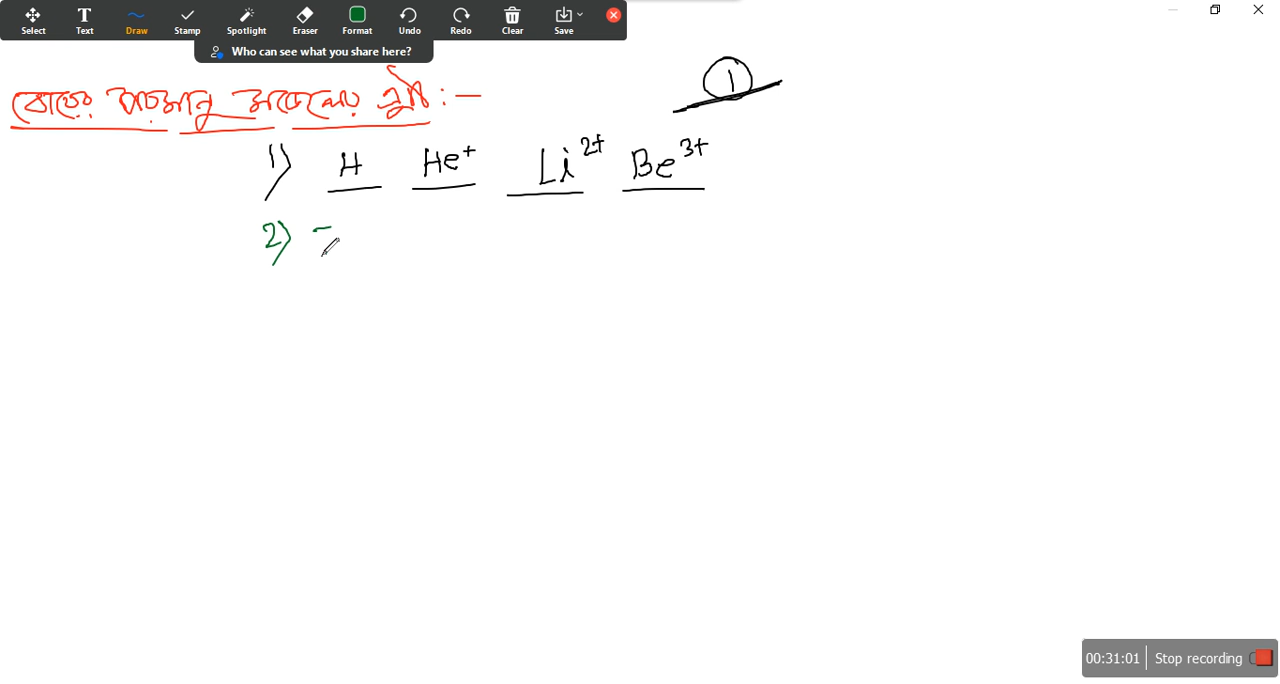 Select Text Draw Stamp Spotlight Eraser Format Undo Redo Clear Save
Who can see what you share here?
বোরের পরমাণু মডেলের ত্রুটি :—
1
1) H He+ Li2+ Be3+
2)
00:31:01 Stop recording